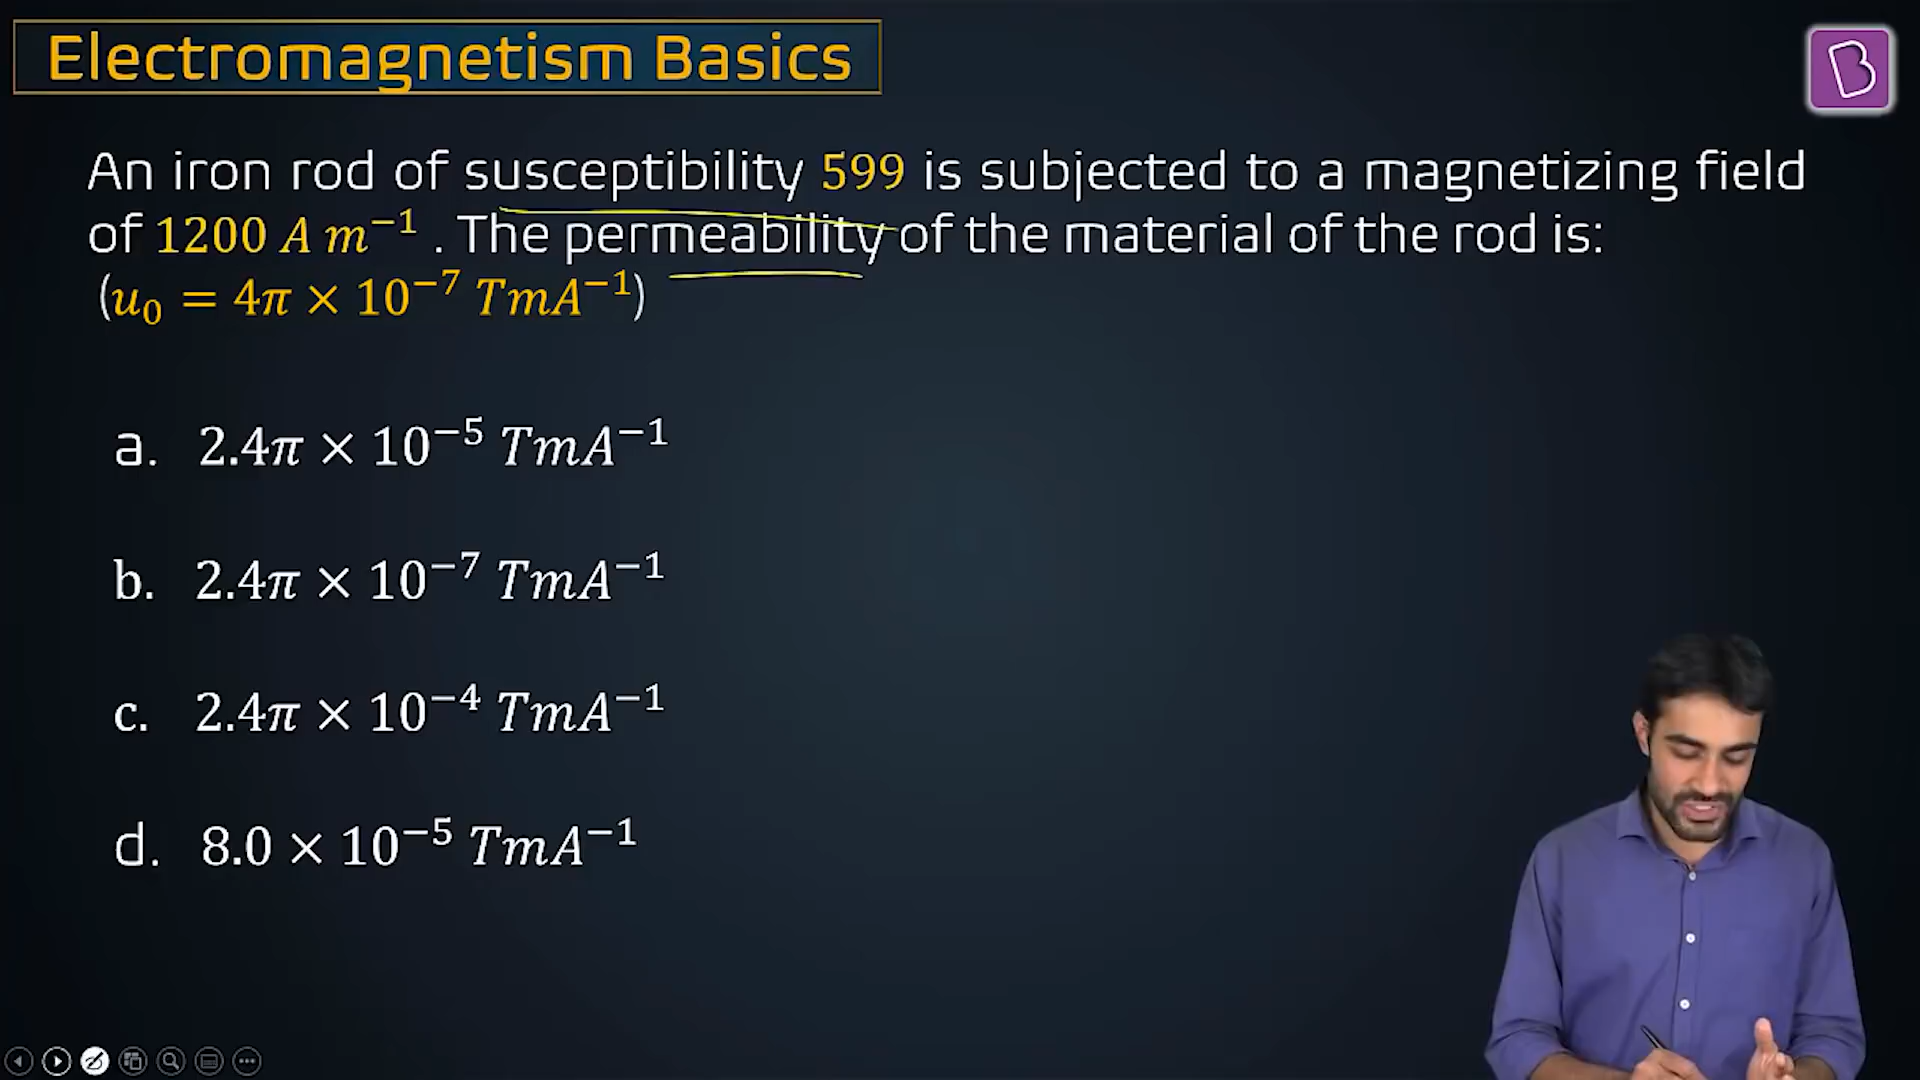 Electromagnetism Basics
B
An iron rod of susceptibility 599 is subjected to a magnetizing field
of 1200 A m⁻¹ . The permeability of the material of the rod is:
(u₀ = 4π × 10⁻⁷ TmA⁻¹)
a. 2.4π × 10⁻⁵ TmA⁻¹
b. 2.4π × 10⁻⁷ TmA⁻¹
c. 2.4π × 10⁻⁴ TmA⁻¹
d. 8.0 × 10⁻⁵ TmA⁻¹